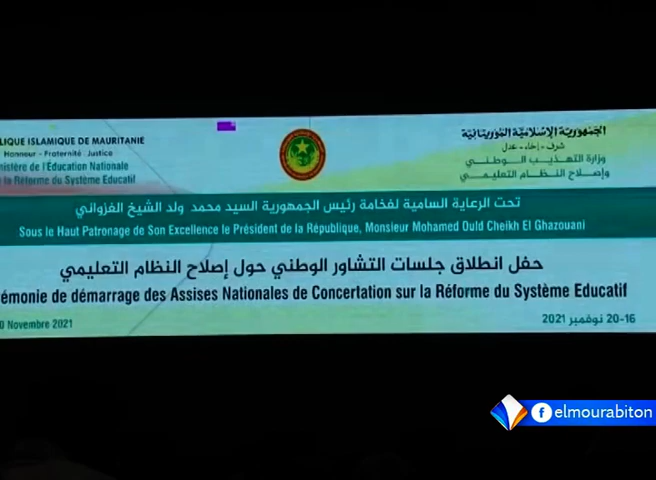 LIQUE ISLAMIQUE DE MAURITANIE
Honneur - Fraternité - Justice
nistère de l'Education Nationale
la Réforme du Système Educatif
الجمهورية الإسلامية الموريتانية
شرف - إخاء - عدل
وزارة التهذيب الوطني
وإصلاح النظام التعليمي
تحت الرعاية السامية لفخامة رئيس الجمهورية السيد محمد ولد الشيخ الغزواني
Sous le Haut Patronage de Son Excellence le Président de la République, Monsieur Mohamed Ould Cheikh El Ghazouani
حفل انطلاق جلسات التشاور الوطني حول إصلاح النظام التعليمي
émonie de démarrage des Assises Nationales de Concertation sur la Réforme du Système Educatif
0 Novembre 2021
16-20 نوفمبر 2021
elmourabiton